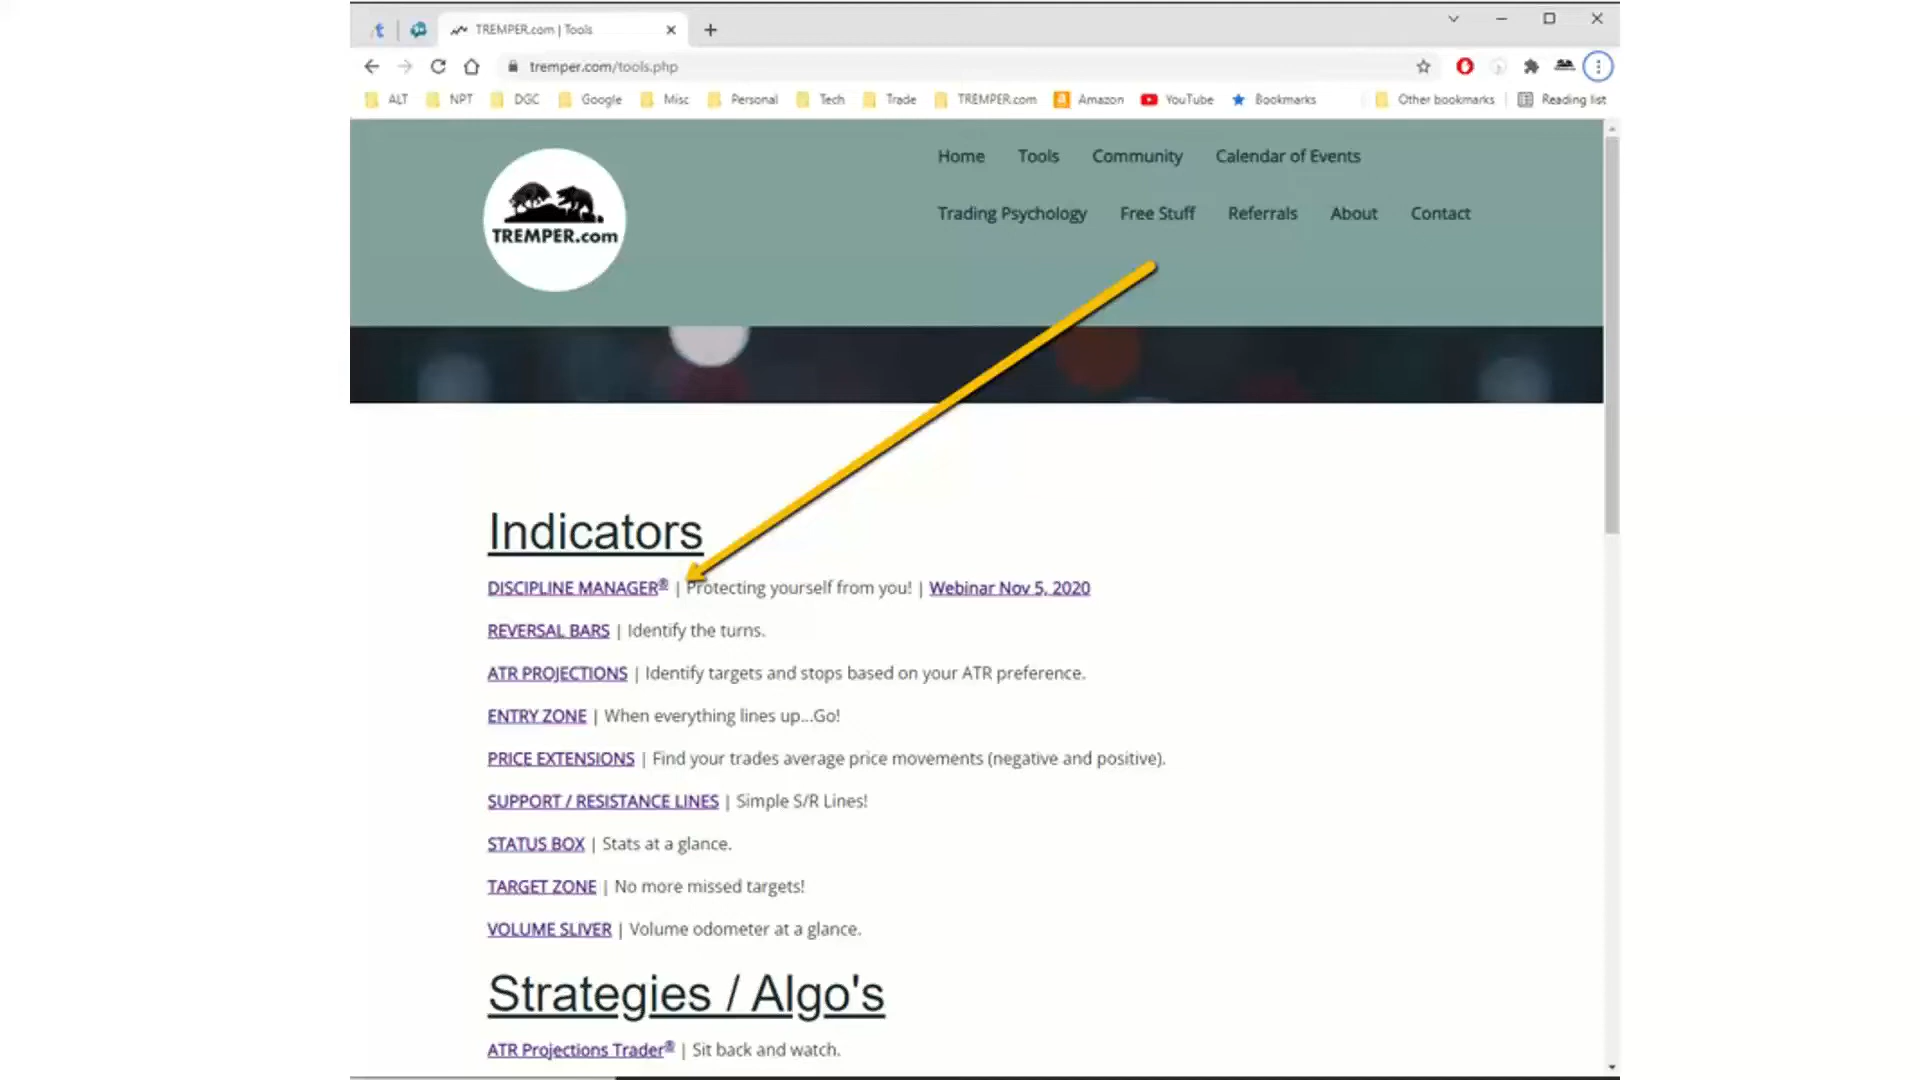 TREMPER.com | Tools
tremper.com/tools.php
ALT NPT DGC Google Misc Personal Tech Trade TREMPER.com Amazon YouTube Bookmarks Other bookmarks Reading list
TREMPER.com
Home Tools Community Calendar of Events
Trading Psychology Free Stuff Referrals About Contact
Indicators
DISCIPLINE MANAGER® | Protecting yourself from you! | Webinar Nov 5, 2020
REVERSAL BARS | Identify the turns.
ATR PROJECTIONS | Identify targets and stops based on your ATR preference.
ENTRY ZONE | When everything lines up...Go!
PRICE EXTENSIONS | Find your trades average price movements (negative and positive).
SUPPORT / RESISTANCE LINES | Simple S/R Lines!
STATUS BOX | Stats at a glance.
TARGET ZONE | No more missed targets!
VOLUME SLIVER | Volume odometer at a glance.
Strategies / Algo's
ATR Projections Trader® | Sit back and watch.